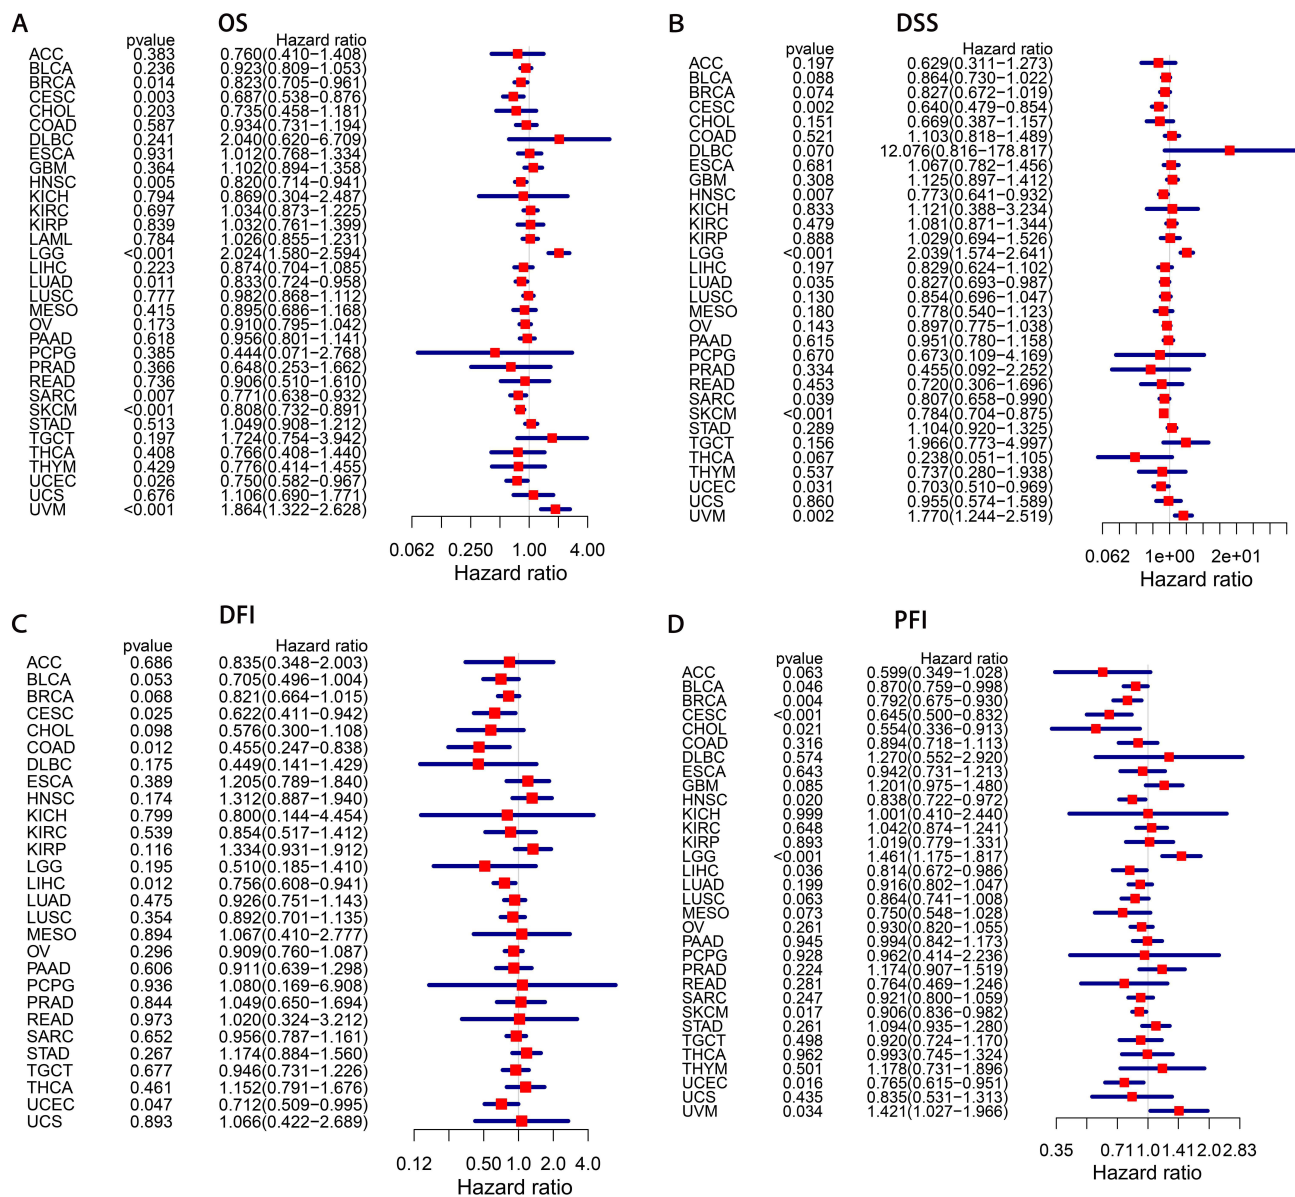 A OS
pvalue Hazard ratio
ACC 0.383 0.760(0.410−1.408)
BLCA 0.236 0.923(0.809−1.053)
BRCA 0.014 0.823(0.705−0.961)
CESC 0.003 0.687(0.538−0.876)
CHOL 0.203 0.735(0.458−1.181)
COAD 0.587 0.934(0.731−1.194)
DLBC 0.241 2.040(0.620−6.709)
ESCA 0.931 1.012(0.768−1.334)
GBM 0.364 1.102(0.894−1.358)
HNSC 0.005 0.820(0.714−0.941)
KICH 0.794 0.869(0.304−2.487)
KIRC 0.697 1.034(0.873−1.225)
KIRP 0.839 1.032(0.761−1.399)
LAML 0.784 1.026(0.855−1.231)
LGG <0.001 2.024(1.580−2.594)
LIHC 0.223 0.874(0.704−1.085)
LUAD 0.011 0.833(0.724−0.958)
LUSC 0.777 0.982(0.868−1.112)
MESO 0.415 0.895(0.686−1.168)
OV 0.173 0.910(0.795−1.042)
PAAD 0.618 0.956(0.801−1.141)
PCPG 0.385 0.444(0.071−2.768)
PRAD 0.366 0.648(0.253−1.662)
READ 0.736 0.906(0.510−1.610)
SARC 0.007 0.771(0.638−0.932)
SKCM <0.001 0.808(0.732−0.891)
STAD 0.513 1.049(0.908−1.212)
TGCT 0.197 1.724(0.754−3.942)
THCA 0.408 0.766(0.408−1.440)
THYM 0.429 0.776(0.414−1.455)
UCEC 0.026 0.750(0.582−0.967)
UCS 0.676 1.106(0.690−1.771)
UVM <0.001 1.864(1.322−2.628)
0.062 0.250 1.00 4.00
Hazard ratio
B DSS
pvalue Hazard ratio
ACC 0.197 0.629(0.311−1.273)
BLCA 0.088 0.864(0.730−1.022)
BRCA 0.074 0.827(0.672−1.019)
CESC 0.002 0.640(0.479−0.854)
CHOL 0.151 0.669(0.387−1.157)
COAD 0.521 1.103(0.818−1.489)
DLBC 0.070 12.076(0.816−178.817)
ESCA 0.681 1.067(0.782−1.456)
GBM 0.308 1.125(0.897−1.412)
HNSC 0.007 0.773(0.641−0.932)
KICH 0.833 1.121(0.388−3.234)
KIRC 0.479 1.081(0.871−1.344)
KIRP 0.888 1.029(0.694−1.526)
LGG <0.001 2.039(1.574−2.641)
LIHC 0.197 0.829(0.624−1.102)
LUAD 0.035 0.827(0.693−0.987)
LUSC 0.130 0.854(0.696−1.047)
MESO 0.180 0.778(0.540−1.123)
OV 0.143 0.897(0.775−1.038)
PAAD 0.615 0.951(0.780−1.158)
PCPG 0.670 0.673(0.109−4.169)
PRAD 0.334 0.455(0.092−2.252)
READ 0.453 0.720(0.306−1.696)
SARC 0.039 0.807(0.658−0.990)
SKCM <0.001 0.784(0.704−0.875)
STAD 0.289 1.104(0.920−1.325)
TGCT 0.156 1.966(0.773−4.997)
THCA 0.067 0.238(0.051−1.105)
THYM 0.537 0.737(0.280−1.938)
UCEC 0.031 0.703(0.510−0.969)
UCS 0.860 0.955(0.574−1.589)
UVM 0.002 1.770(1.244−2.519)
0.062 1e+00 2e+01
Hazard ratio
C DFI
pvalue Hazard ratio
ACC 0.686 0.835(0.348−2.003)
BLCA 0.053 0.705(0.496−1.004)
BRCA 0.068 0.821(0.664−1.015)
CESC 0.025 0.622(0.411−0.942)
CHOL 0.098 0.576(0.300−1.108)
COAD 0.012 0.455(0.247−0.838)
DLBC 0.175 0.449(0.141−1.429)
ESCA 0.389 1.205(0.789−1.840)
HNSC 0.174 1.312(0.887−1.940)
KICH 0.799 0.800(0.144−4.454)
KIRC 0.539 0.854(0.517−1.412)
KIRP 0.116 1.334(0.931−1.912)
LGG 0.195 0.510(0.185−1.410)
LIHC 0.012 0.756(0.608−0.941)
LUAD 0.475 0.926(0.751−1.143)
LUSC 0.354 0.892(0.701−1.135)
MESO 0.894 1.067(0.410−2.777)
OV 0.296 0.909(0.760−1.087)
PAAD 0.606 0.911(0.639−1.298)
PCPG 0.936 1.080(0.169−6.908)
PRAD 0.844 1.049(0.650−1.694)
READ 0.973 1.020(0.324−3.212)
SARC 0.652 0.956(0.787−1.161)
STAD 0.267 1.174(0.884−1.560)
TGCT 0.677 0.946(0.731−1.226)
THCA 0.461 1.152(0.791−1.676)
UCEC 0.047 0.712(0.509−0.995)
UCS 0.893 1.066(0.422−2.689)
0.12 0.50 1.0 2.0 4.0
Hazard ratio
D PFI
pvalue Hazard ratio
ACC 0.063 0.599(0.349−1.028)
BLCA 0.046 0.870(0.759−0.998)
BRCA 0.004 0.792(0.675−0.930)
CESC <0.001 0.645(0.500−0.832)
CHOL 0.021 0.554(0.336−0.913)
COAD 0.316 0.894(0.718−1.113)
DLBC 0.574 1.270(0.552−2.920)
ESCA 0.643 0.942(0.731−1.213)
GBM 0.085 1.201(0.975−1.480)
HNSC 0.020 0.838(0.722−0.972)
KICH 0.999 1.001(0.410−2.440)
KIRC 0.648 1.042(0.874−1.241)
KIRP 0.893 1.019(0.779−1.331)
LGG <0.001 1.461(1.175−1.817)
LIHC 0.036 0.814(0.672−0.986)
LUAD 0.199 0.916(0.802−1.047)
LUSC 0.063 0.864(0.741−1.008)
MESO 0.073 0.750(0.548−1.028)
OV 0.261 0.930(0.820−1.055)
PAAD 0.945 0.994(0.842−1.173)
PCPG 0.928 0.962(0.414−2.236)
PRAD 0.224 1.174(0.907−1.519)
READ 0.281 0.764(0.469−1.246)
SARC 0.247 0.921(0.800−1.059)
SKCM 0.017 0.906(0.836−0.982)
STAD 0.261 1.094(0.935−1.280)
TGCT 0.498 0.920(0.724−1.170)
THCA 0.962 0.993(0.745−1.324)
THYM 0.501 1.178(0.731−1.896)
UCEC 0.016 0.765(0.615−0.951)
UCS 0.435 0.835(0.531−1.313)
UVM 0.034 1.421(1.027−1.966)
0.35 0.71 1.0 1.41 2.0 2.83
Hazard ratio